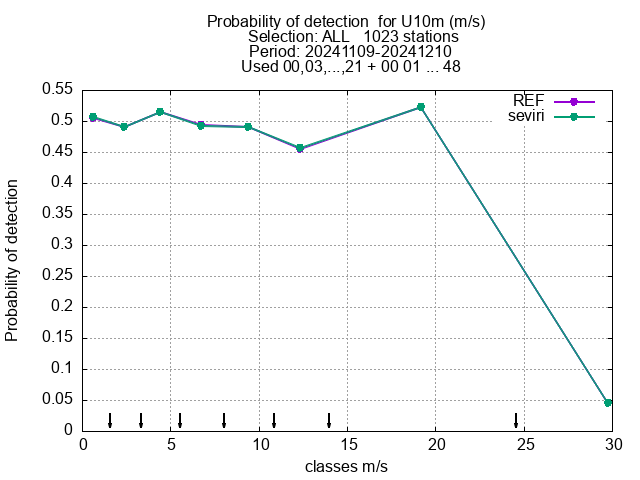 Probability of detection  for U10m (m/s)
Selection: ALL   1023 stations
Period: 20241109-20241210
Used 00,03,...,21 + 00 01 ... 48
REF
seviri
Probability of detection
0.55
0.5
0.45
0.4
0.35
0.3
0.25
0.2
0.15
0.1
0.05
0
0 5 10 15 20 25 30
classes m/s